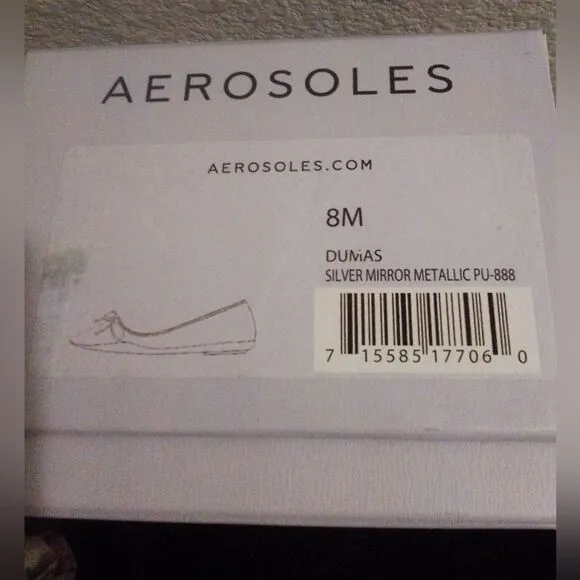 AEROSOLES
AEROSOLES.COM
8M
DUMAS
SILVER MIRROR METALLIC PU-888
7 15585 17706 0